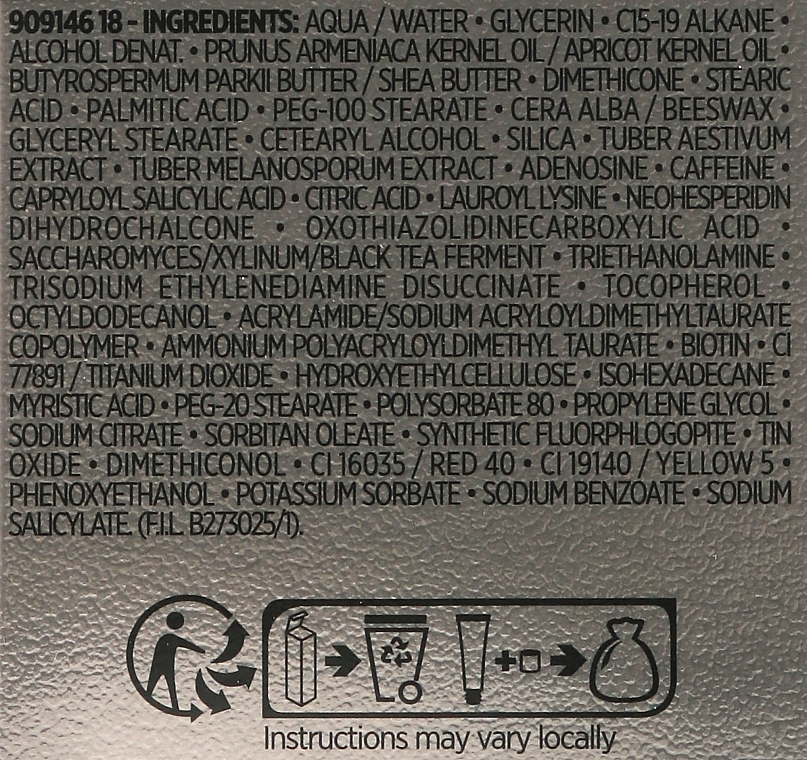 909146 18 - INGREDIENTS: AQUA / WATER • GLYCERIN • C15-19 ALKANE •
ALCOHOL DENAT. • PRUNUS ARMENIACA KERNEL OIL / APRICOT KERNEL OIL •
BUTYROSPERMUM PARKII BUTTER / SHEA BUTTER • DIMETHICONE • STEARIC
ACID • PALMITIC ACID • PEG-100 STEARATE • CERA ALBA / BEESWAX •
GLYCERYL STEARATE • CETEARYL ALCOHOL • SILICA • TUBER AESTIVUM
EXTRACT • TUBER MELANOSPORUM EXTRACT • ADENOSINE • CAFFEINE •
CAPRYLOYL SALICYLIC ACID • CITRIC ACID • LAUROYL LYSINE • NEOHESPERIDIN
DIHYDROCHALCONE • OXOTHIAZOLIDINECARBOXYLIC ACID •
SACCHAROMYCES/XYLINUM/BLACK TEA FERMENT • TRIETHANOLAMINE •
TRISODIUM ETHYLENEDIAMINE DISUCCINATE • TOCOPHEROL •
OCTYLDODECANOL • ACRYLAMIDE/SODIUM ACRYLOYLDIMETHYLTAURATE
COPOLYMER • AMMONIUM POLYACRYLOYLDIMETHYL TAURATE • BIOTIN • CI
77891 / TITANIUM DIOXIDE • HYDROXYETHYLCELLULOSE • ISOHEXADECANE •
MYRISTIC ACID • PEG-20 STEARATE • POLYSORBATE 80 • PROPYLENE GLYCOL •
SODIUM CITRATE • SORBITAN OLEATE • SYNTHETIC FLUORPHLOGOPITE • TIN
OXIDE • DIMETHICONOL • CI 16035 / RED 40 • CI 19140 / YELLOW 5 •
PHENOXYETHANOL • POTASSIUM SORBATE • SODIUM BENZOATE • SODIUM
SALICYLATE. (F.I.L. B273025/1).
Instructions may vary locally